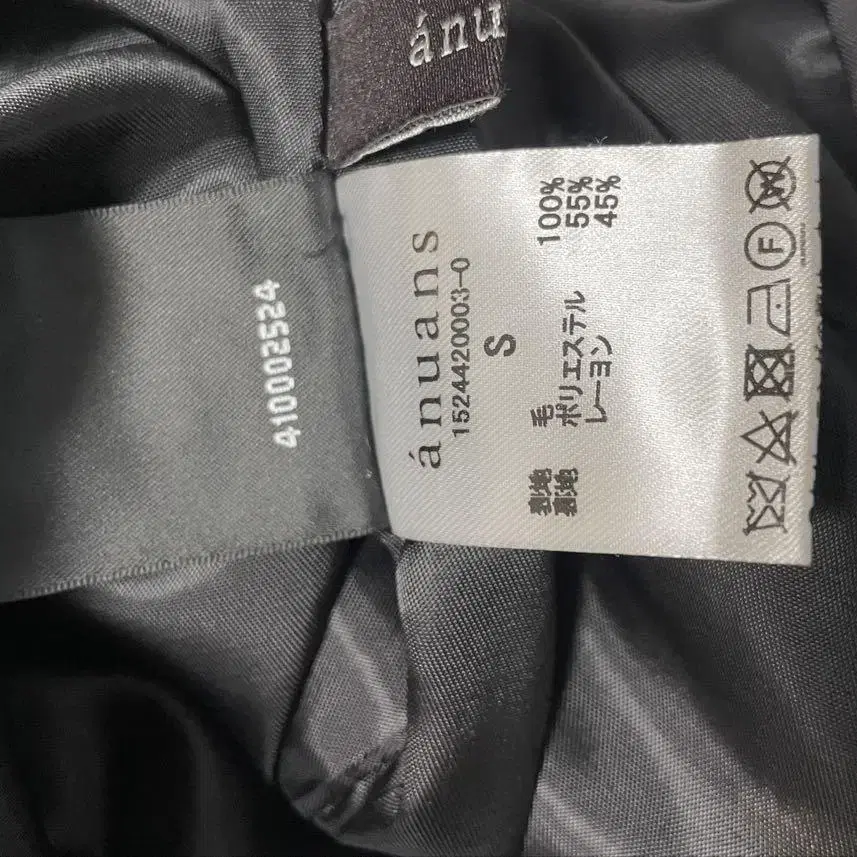 ánu
410002524
ánuans
1524420003-0
S
表地 毛 100%
裏地 ポリエステル 55%
レーヨン 45%
W
F